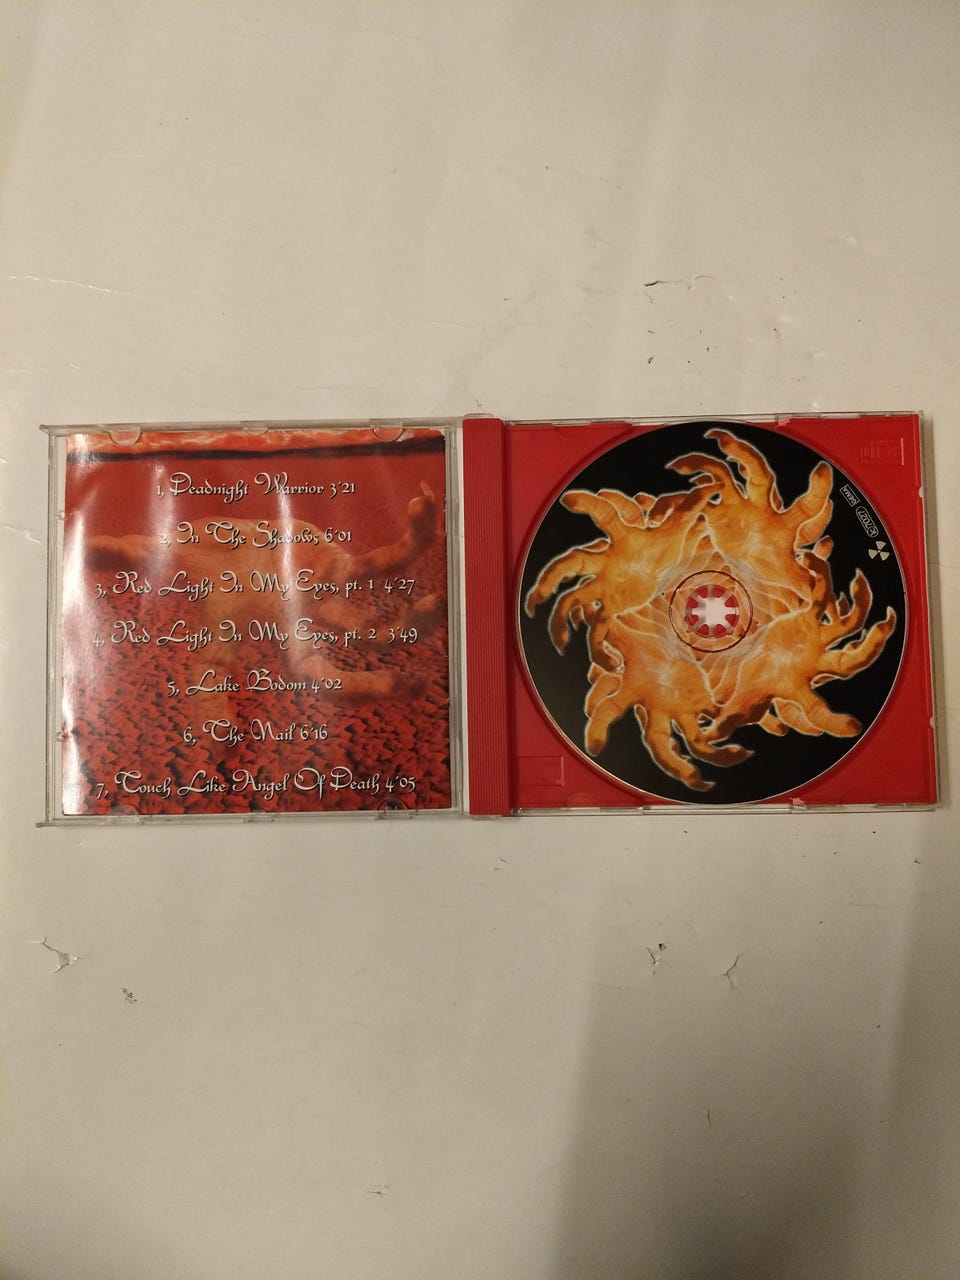 1, Deadnight Warrior 3'21
2, In The Shadows 6'01
3, Red Light In My Eyes, pt. 1 4'27
4, Red Light In My Eyes, pt. 2 3'49
5, Lake Bodom 4'02
6, The Nail 6'16
7, Touch Like Angel Of Death 4'05
GEMA